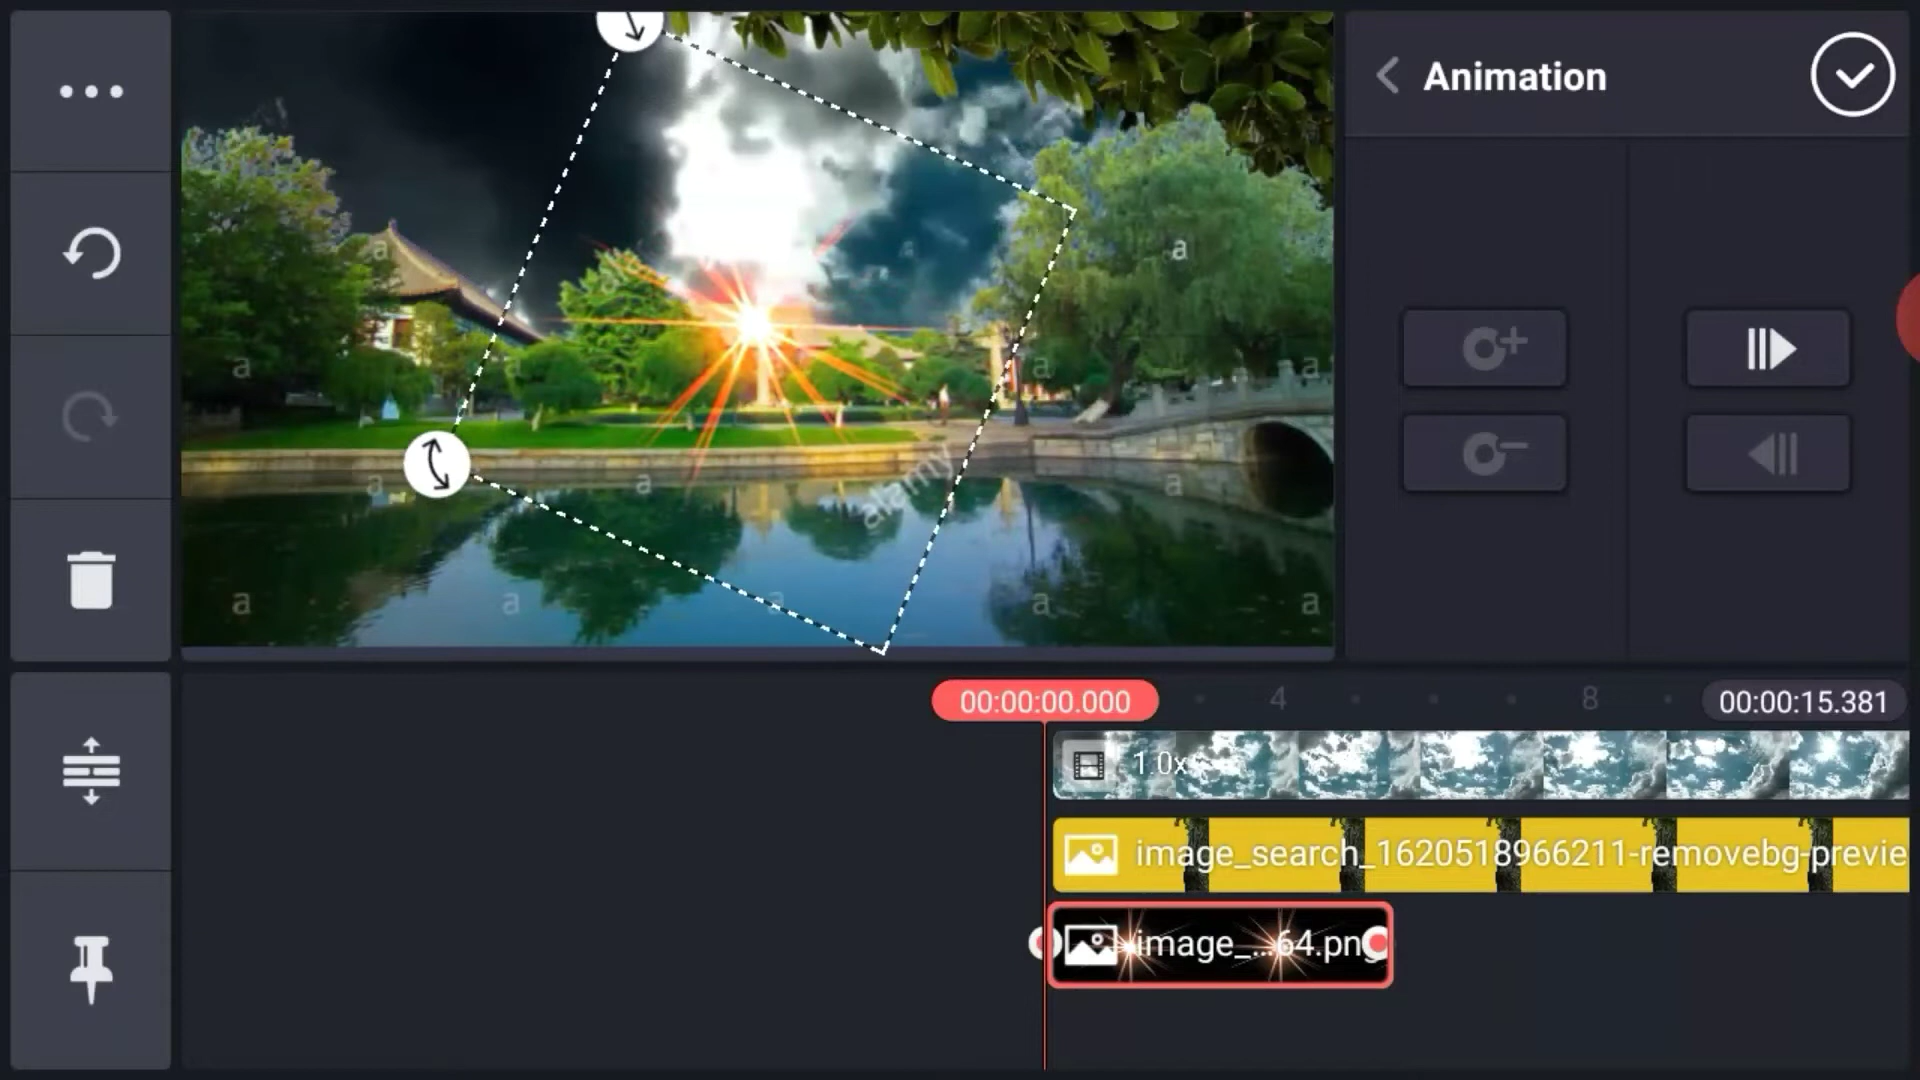 Animation
a
a
a
a
a
a
a
a
a
a
alamy
a
a
a
a
a
00:00:00.000
4
8
00:00:15.381
1.0x
image_search_1620518966211-removebg-previe
image_...64.png